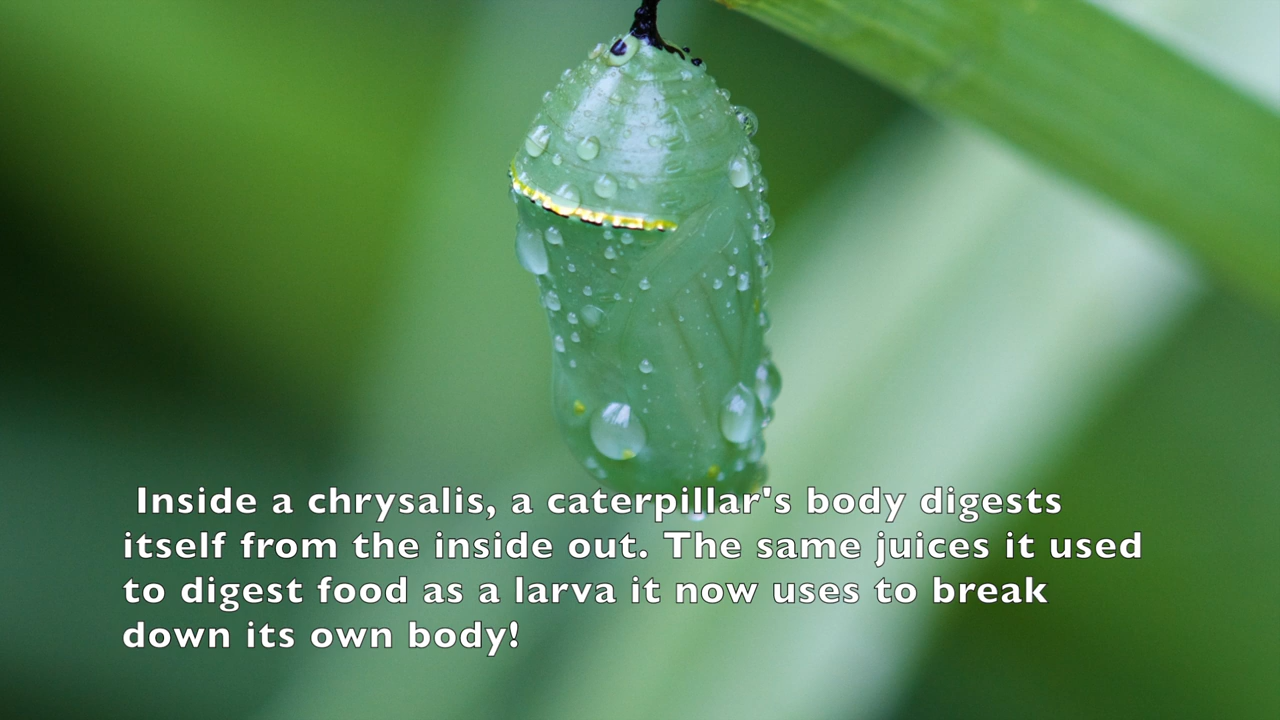 Inside a chrysalis, a caterpillar's body digests
itself from the inside out. The same juices it used
to digest food as a larva it now uses to break
down its own body!